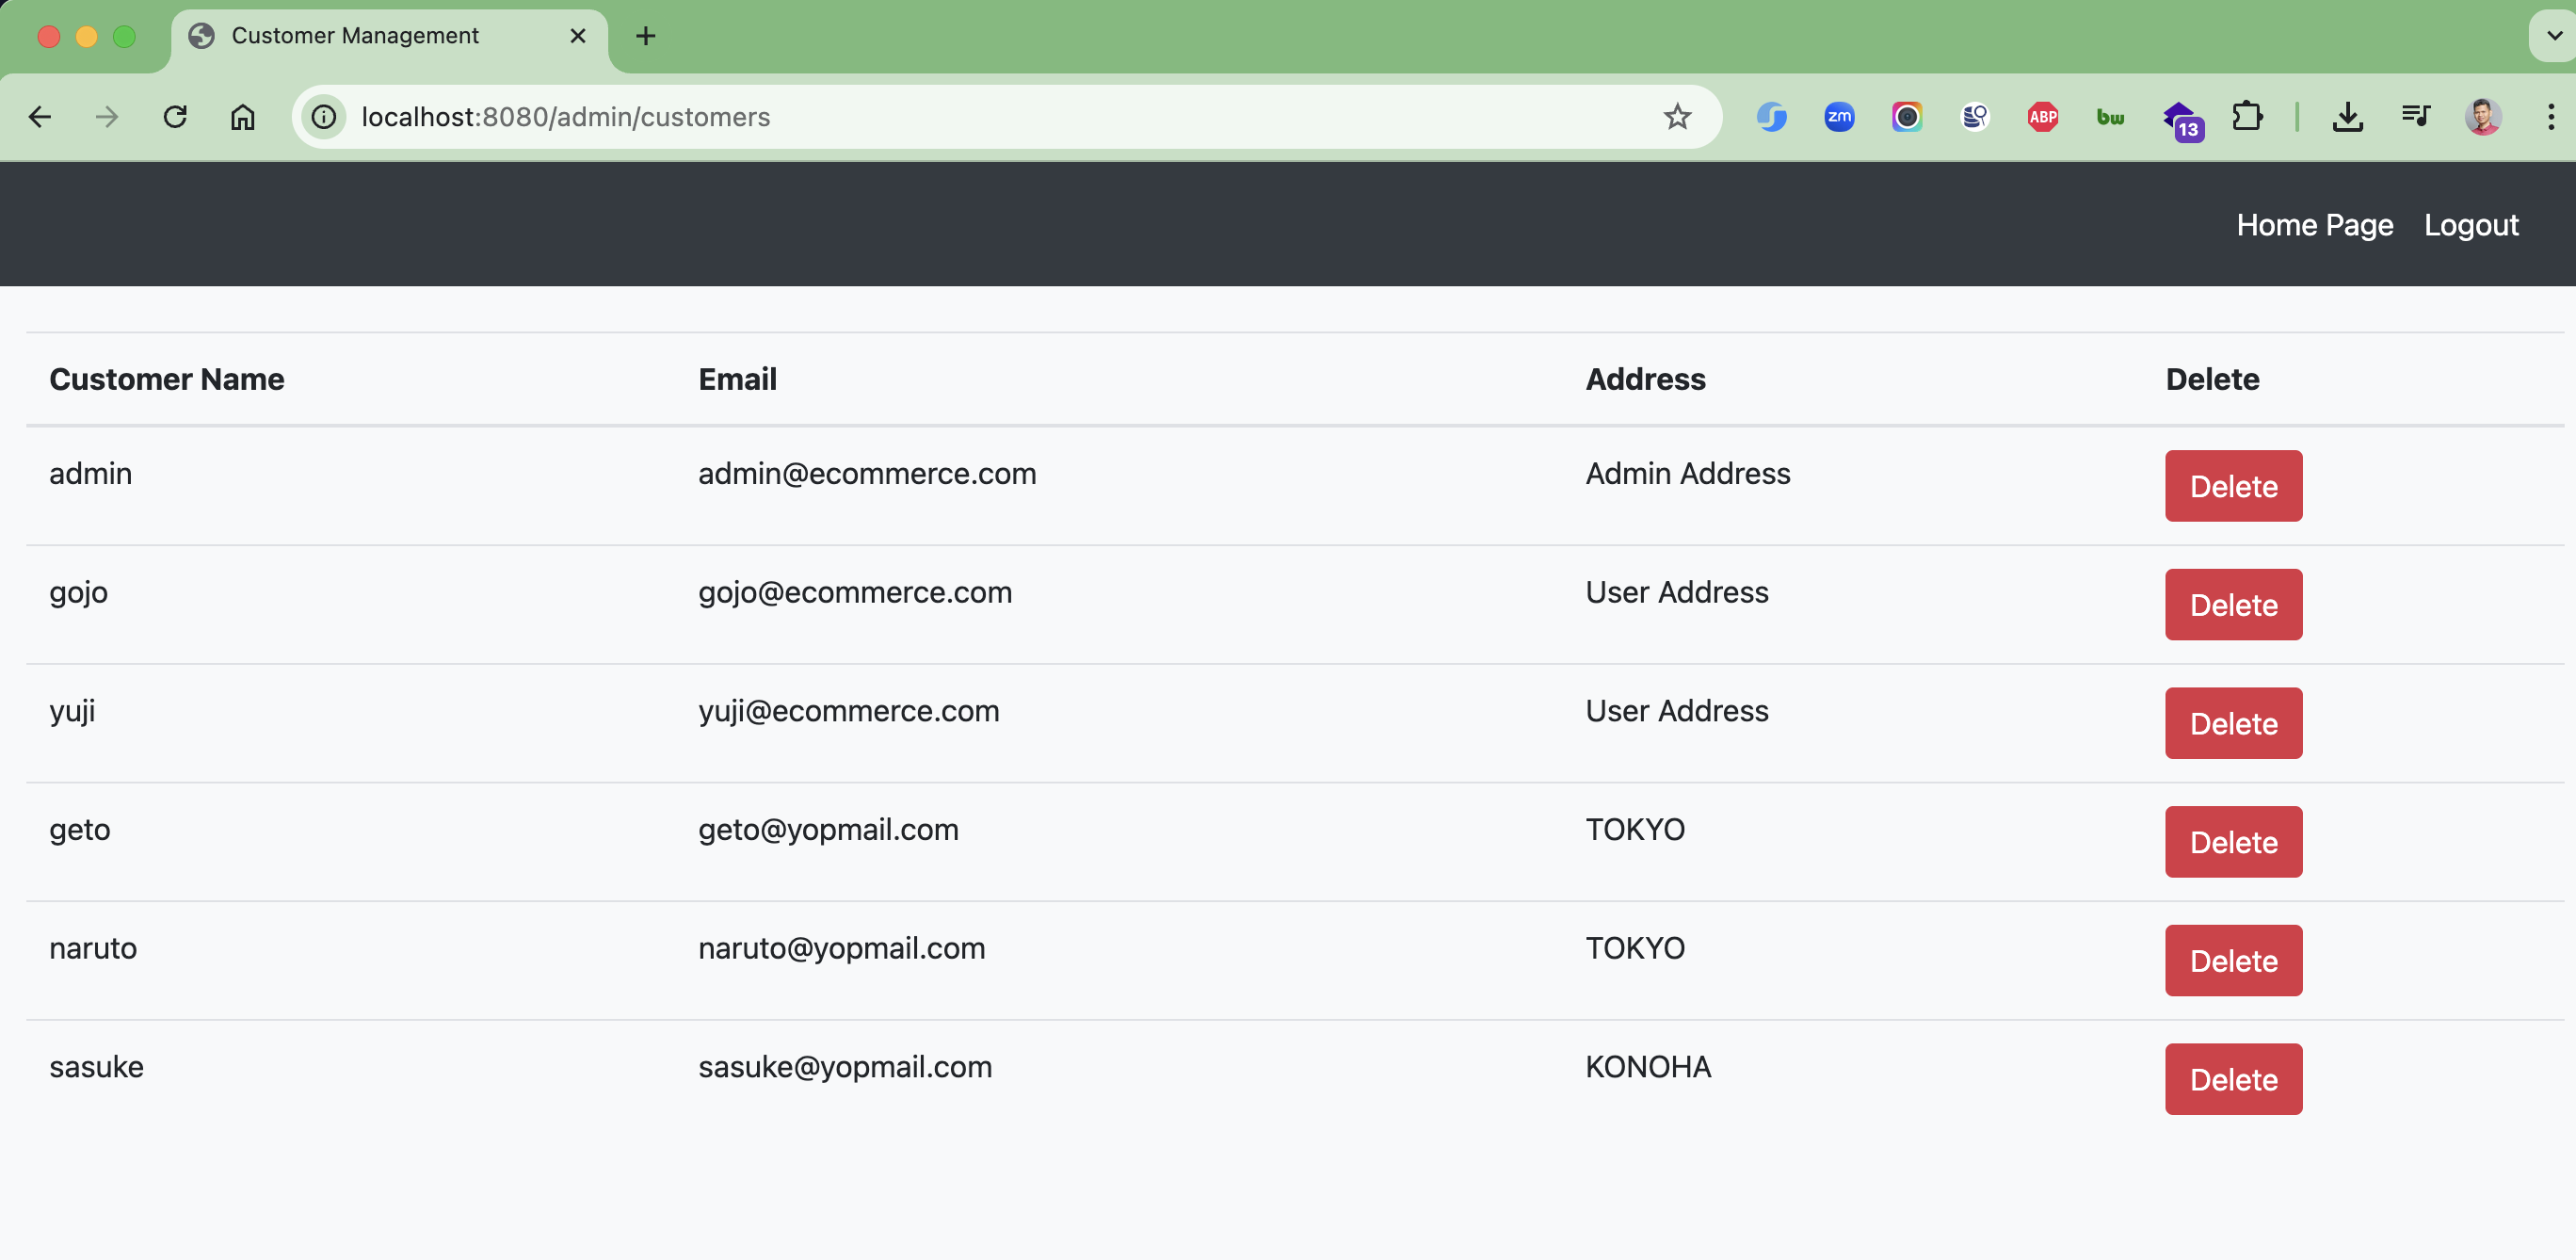 Customer Management
localhost:8080/admin/customers
zm
ABP
bw
13
Home Page Logout
Customer Name Email Address Delete
admin admin@ecommerce.com Admin Address Delete
gojo gojo@ecommerce.com User Address Delete
yuji yuji@ecommerce.com User Address Delete
geto geto@yopmail.com TOKYO Delete
naruto naruto@yopmail.com TOKYO Delete
sasuke sasuke@yopmail.com KONOHA Delete